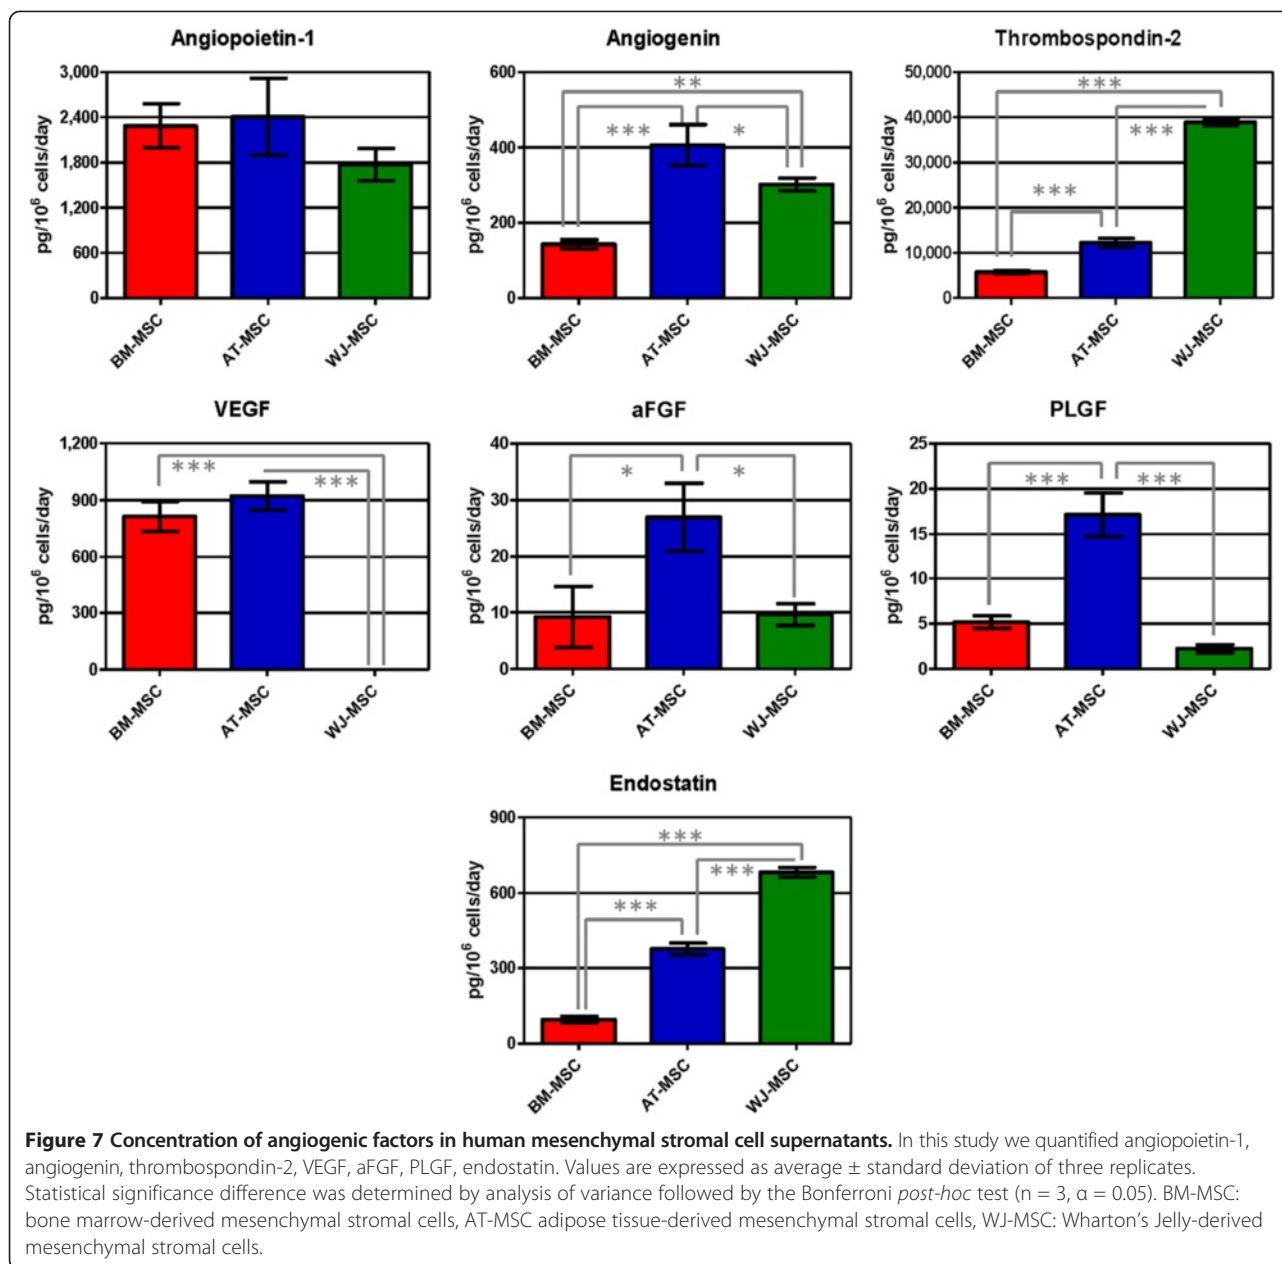 Angiopoietin-1
pg/10⁶ cells/day
3,000
2,400
1,800
1,200
600
0
BM-MSC
AT-MSC
WJ-MSC
Angiogenin
pg/10⁶ cells/day
600
400
200
0
**
***
*
BM-MSC
AT-MSC
WJ-MSC
Thrombospondin-2
pg/10⁶ cells/day
50,000
40,000
30,000
20,000
10,000
0
***
***
***
BM-MSC
AT-MSC
WJ-MSC
VEGF
pg/10⁶ cells/day
1,200
900
600
300
0
***
***
BM-MSC
AT-MSC
WJ-MSC
aFGF
pg/10⁶ cells/day
40
30
20
10
0
*
*
BM-MSC
AT-MSC
WJ-MSC
PLGF
pg/10⁶ cells/day
25
20
15
10
5
0
***
***
BM-MSC
AT-MSC
WJ-MSC
Endostatin
pg/10⁶ cells/day
900
600
300
0
***
***
***
BM-MSC
AT-MSC
WJ-MSC
Figure 7 Concentration of angiogenic factors in human mesenchymal stromal cell supernatants. In this study we quantified angiopoietin-1,
angiogenin, thrombospondin-2, VEGF, aFGF, PLGF, endostatin. Values are expressed as average ± standard deviation of three replicates.
Statistical significance difference was determined by analysis of variance followed by the Bonferroni post-hoc test (n = 3, α = 0.05). BM-MSC:
bone marrow-derived mesenchymal stromal cells, AT-MSC adipose tissue-derived mesenchymal stromal cells, WJ-MSC: Wharton's Jelly-derived
mesenchymal stromal cells.